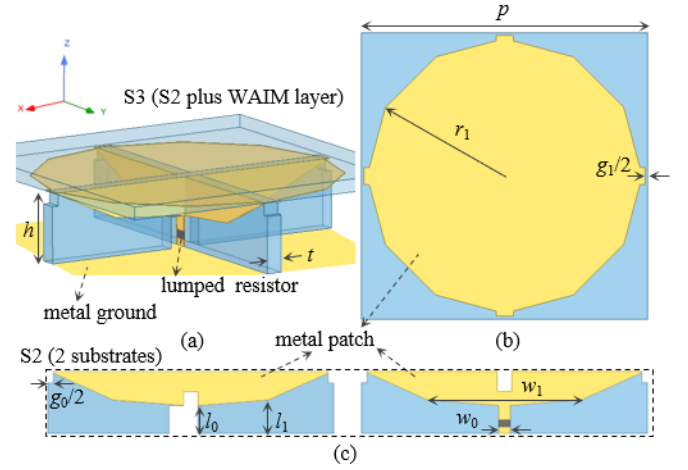 Z
X
Y
S3 (S2 plus WAIM layer)
h
t
lumped resistor
metal ground
(a)
p
r1
g1/2
(b)
metal patch
S2 (2 substrates)
g0/2
l0
l1
w1
w0
(c)